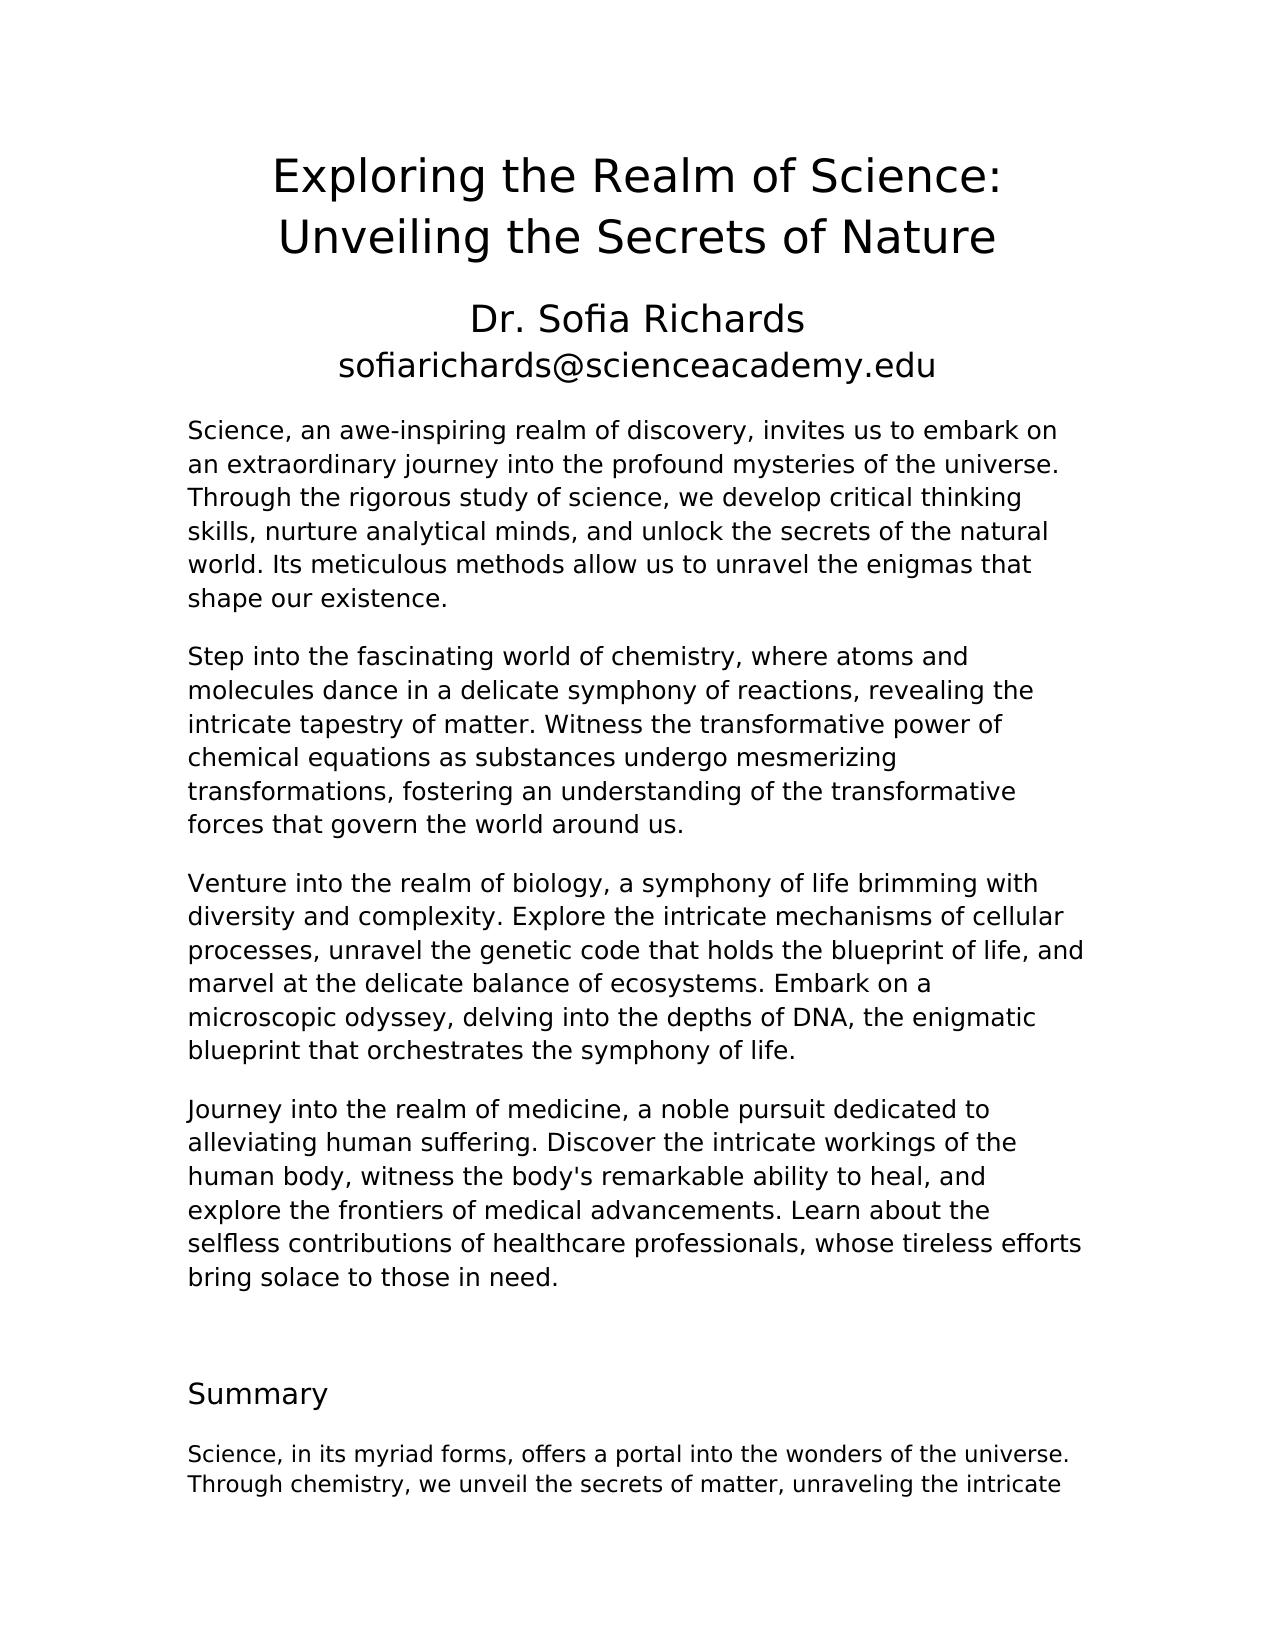 Exploring the Realm of Science:
Unveiling the Secrets of Nature
Dr. Sofia Richards
sofiarichards@scienceacademy.edu
Science, an awe-inspiring realm of discovery, invites us to embark on
an extraordinary journey into the profound mysteries of the universe.
Through the rigorous study of science, we develop critical thinking
skills, nurture analytical minds, and unlock the secrets of the natural
world. Its meticulous methods allow us to unravel the enigmas that
shape our existence.
Step into the fascinating world of chemistry, where atoms and
molecules dance in a delicate symphony of reactions, revealing the
intricate tapestry of matter. Witness the transformative power of
chemical equations as substances undergo mesmerizing
transformations, fostering an understanding of the transformative
forces that govern the world around us.
Venture into the realm of biology, a symphony of life brimming with
diversity and complexity. Explore the intricate mechanisms of cellular
processes, unravel the genetic code that holds the blueprint of life, and
marvel at the delicate balance of ecosystems. Embark on a
microscopic odyssey, delving into the depths of DNA, the enigmatic
blueprint that orchestrates the symphony of life.
Journey into the realm of medicine, a noble pursuit dedicated to
alleviating human suffering. Discover the intricate workings of the
human body, witness the body's remarkable ability to heal, and
explore the frontiers of medical advancements. Learn about the
selfless contributions of healthcare professionals, whose tireless efforts
bring solace to those in need.
Summary
Science, in its myriad forms, offers a portal into the wonders of the universe.
Through chemistry, we unveil the secrets of matter, unraveling the intricate